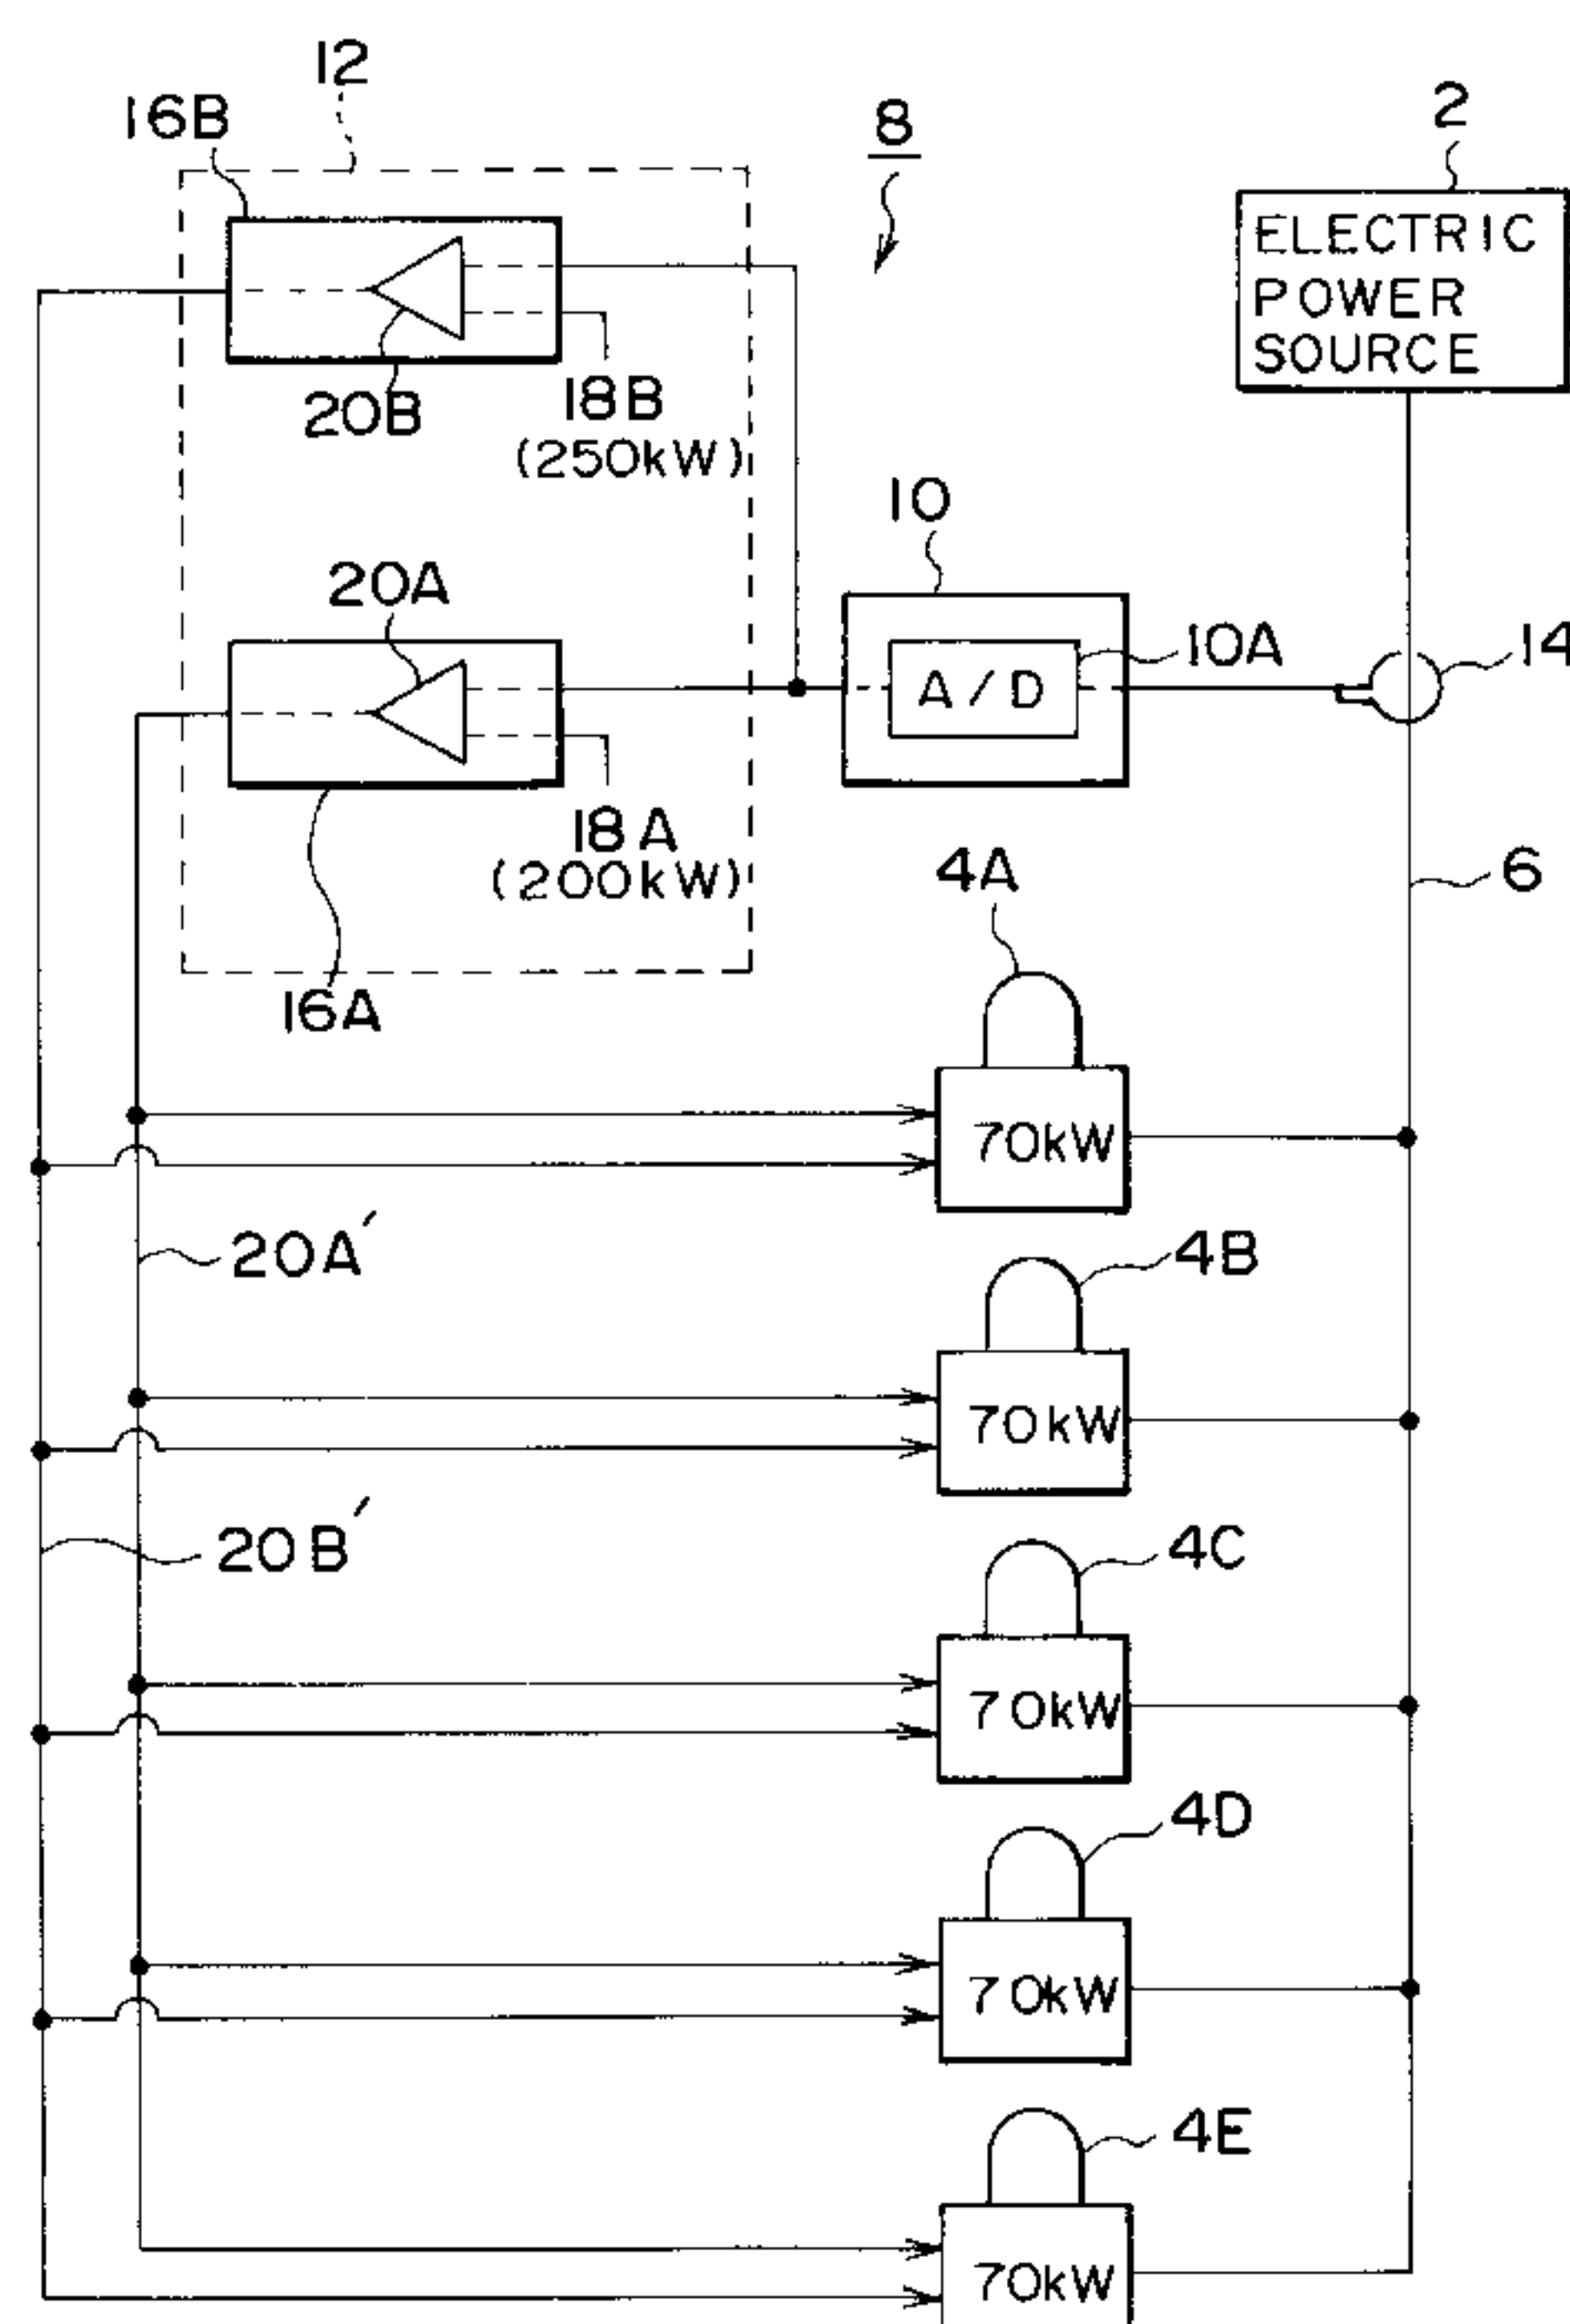 12
16B
8
2
ELECTRIC
POWER
SOURCE
20B
18B
(250kW)
10
20A
A/D
10A
14
18A
(200kW)
4A
6
16A
70kW
20A′
4B
70kW
20B′
4C
70kW
4D
70kW
4E
70kW